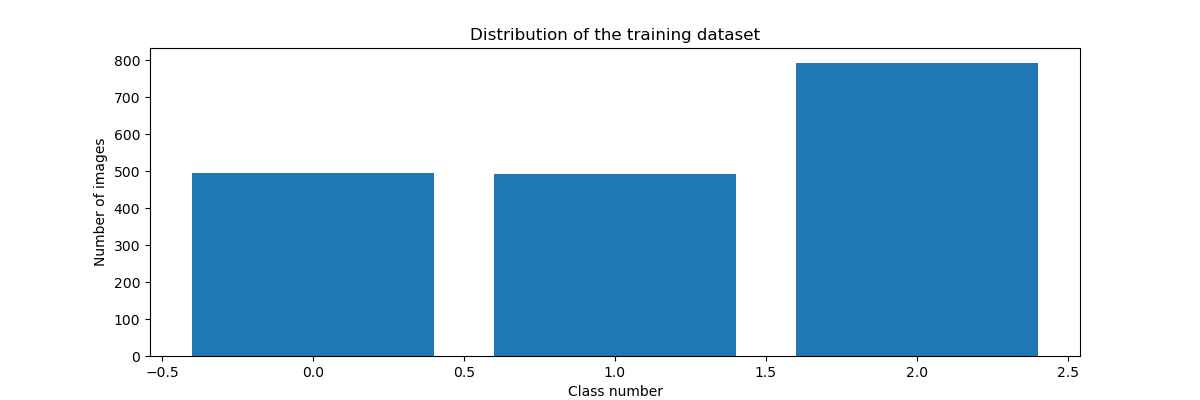 Distribution of the training dataset
800
700
600
500
400
300
200
100
0
Number of images
−0.5 0.0 0.5 1.0 1.5 2.0 2.5
Class number